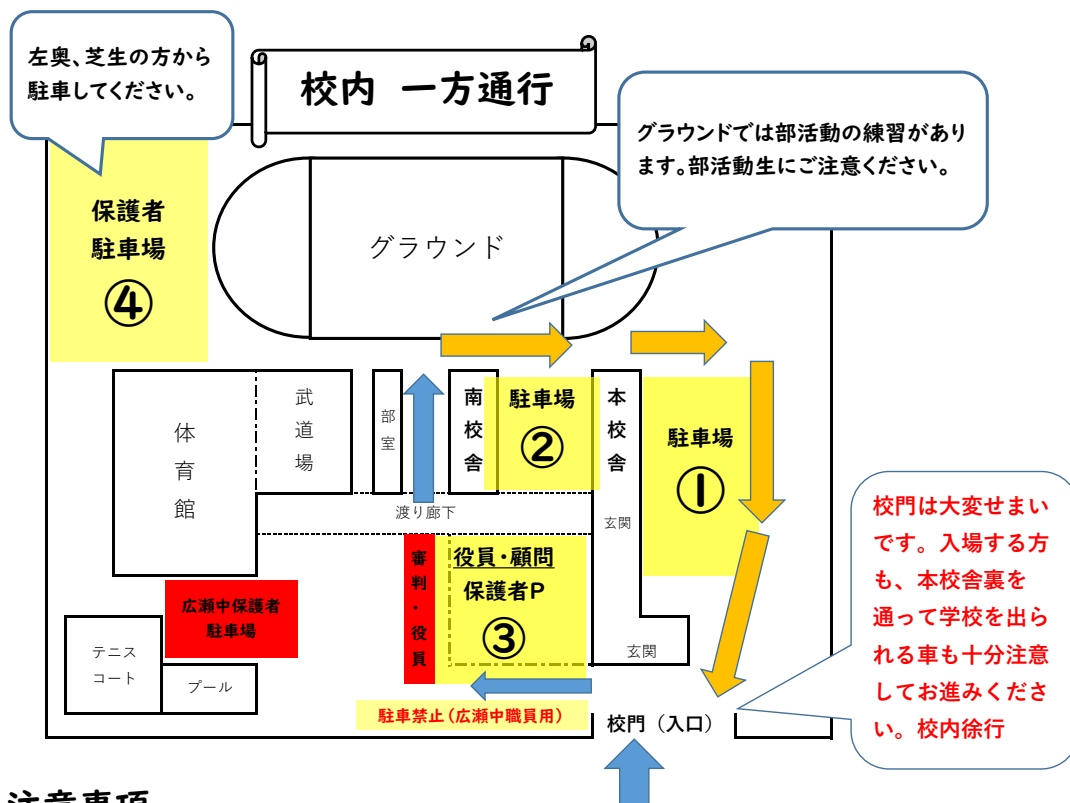 左奥、芝生の方から
駐車してください。
校内 一方通行
グラウンドでは部活動の練習があり
ます。部活動生にご注意ください。
保護者
駐車場
④
グラウンド
体育館
武道場
部室
南校舎
駐車場
②
本校舎
駐車場
①
渡り廊下
玄関
審判・役員
役員・顧問
保護者P
③
広瀬中保護者
駐車場
テニス
コート
プール
玄関
駐車禁止(広瀬中職員用)
校門（入口）
校門は大変せまい
です。入場する方
も、本校舎裏を
通って学校を出ら
れる車も十分注意
してお進みくださ
い。校内徐行
注意事項